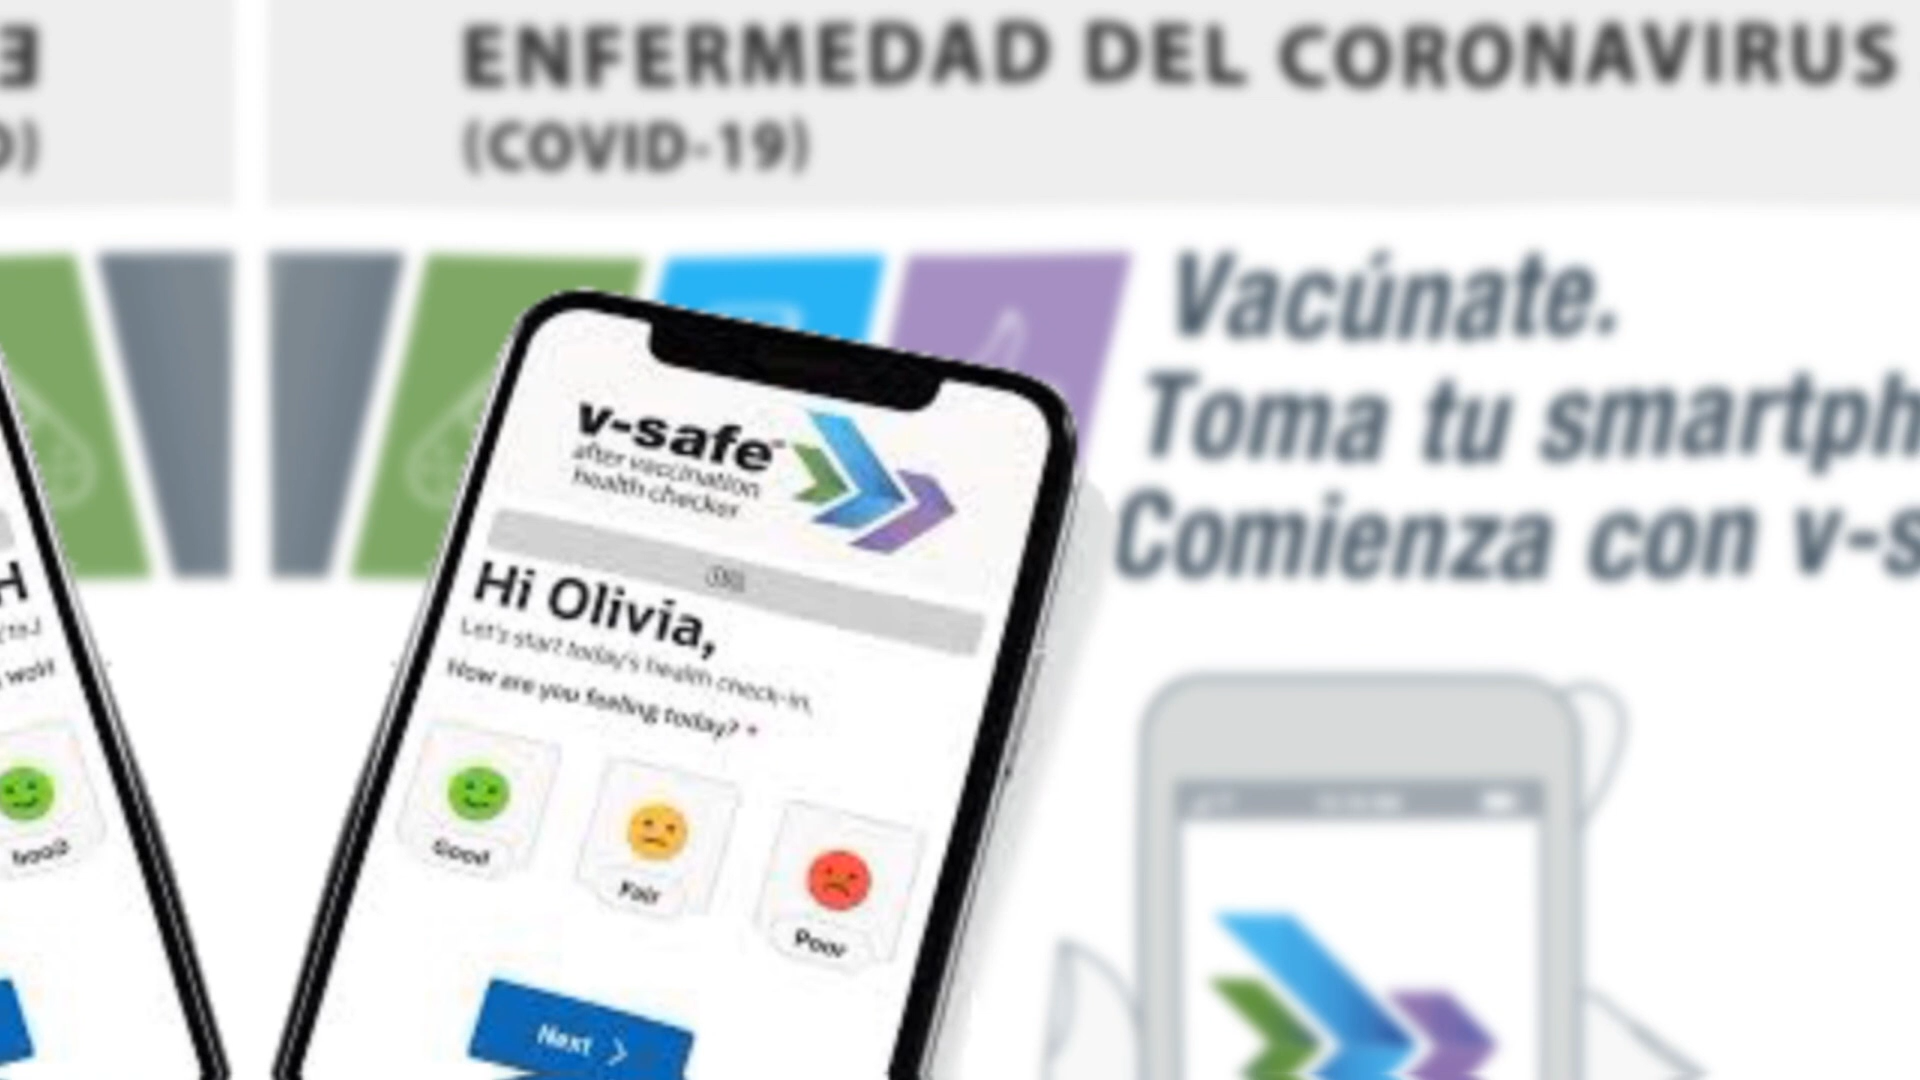 ENFERMEDAD DEL CORONAVIRUS
(COVID-19)
Vacúnate.
Toma tu smartph
Comienza con v-s
v-safe
after vaccination
health checker
Hi Olivia,
Let's start today's health check-in.
How are you feeling today? *
Good
Fair
Poor
Next